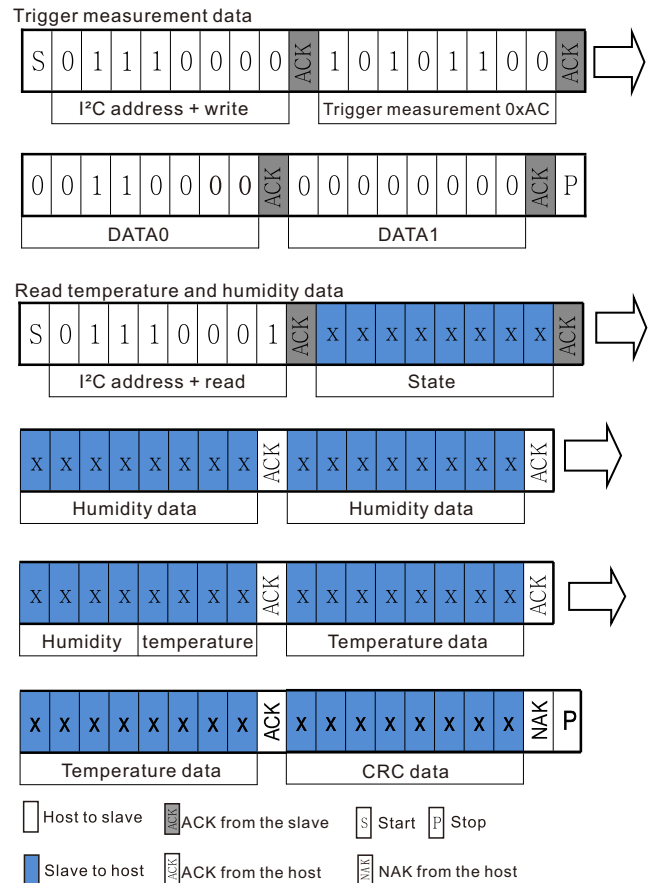 Trigger measurement data
S 0 1 1 1 0 0 0 0 ACK 1 0 1 0 1 1 0 0 ACK
I²C address + write Trigger measurement 0xAC
0 0 1 1 0 0 0 0 ACK 0 0 0 0 0 0 0 0 ACK P
DATA0 DATA1
Read temperature and humidity data
S 0 1 1 1 0 0 0 1 ACK X X X X X X X X ACK
I²C address + read State
X X X X X X X X ACK X X X X X X X X ACK
Humidity data Humidity data
X X X X X X X X ACK X X X X X X X X ACK
Humidity temperature Temperature data
X X X X X X X X ACK X X X X X X X X NAK P
Temperature data CRC data
Host to slave ACK ACK from the slave S Start P Stop
Slave to host ACK ACK from the host NAK NAK from the host